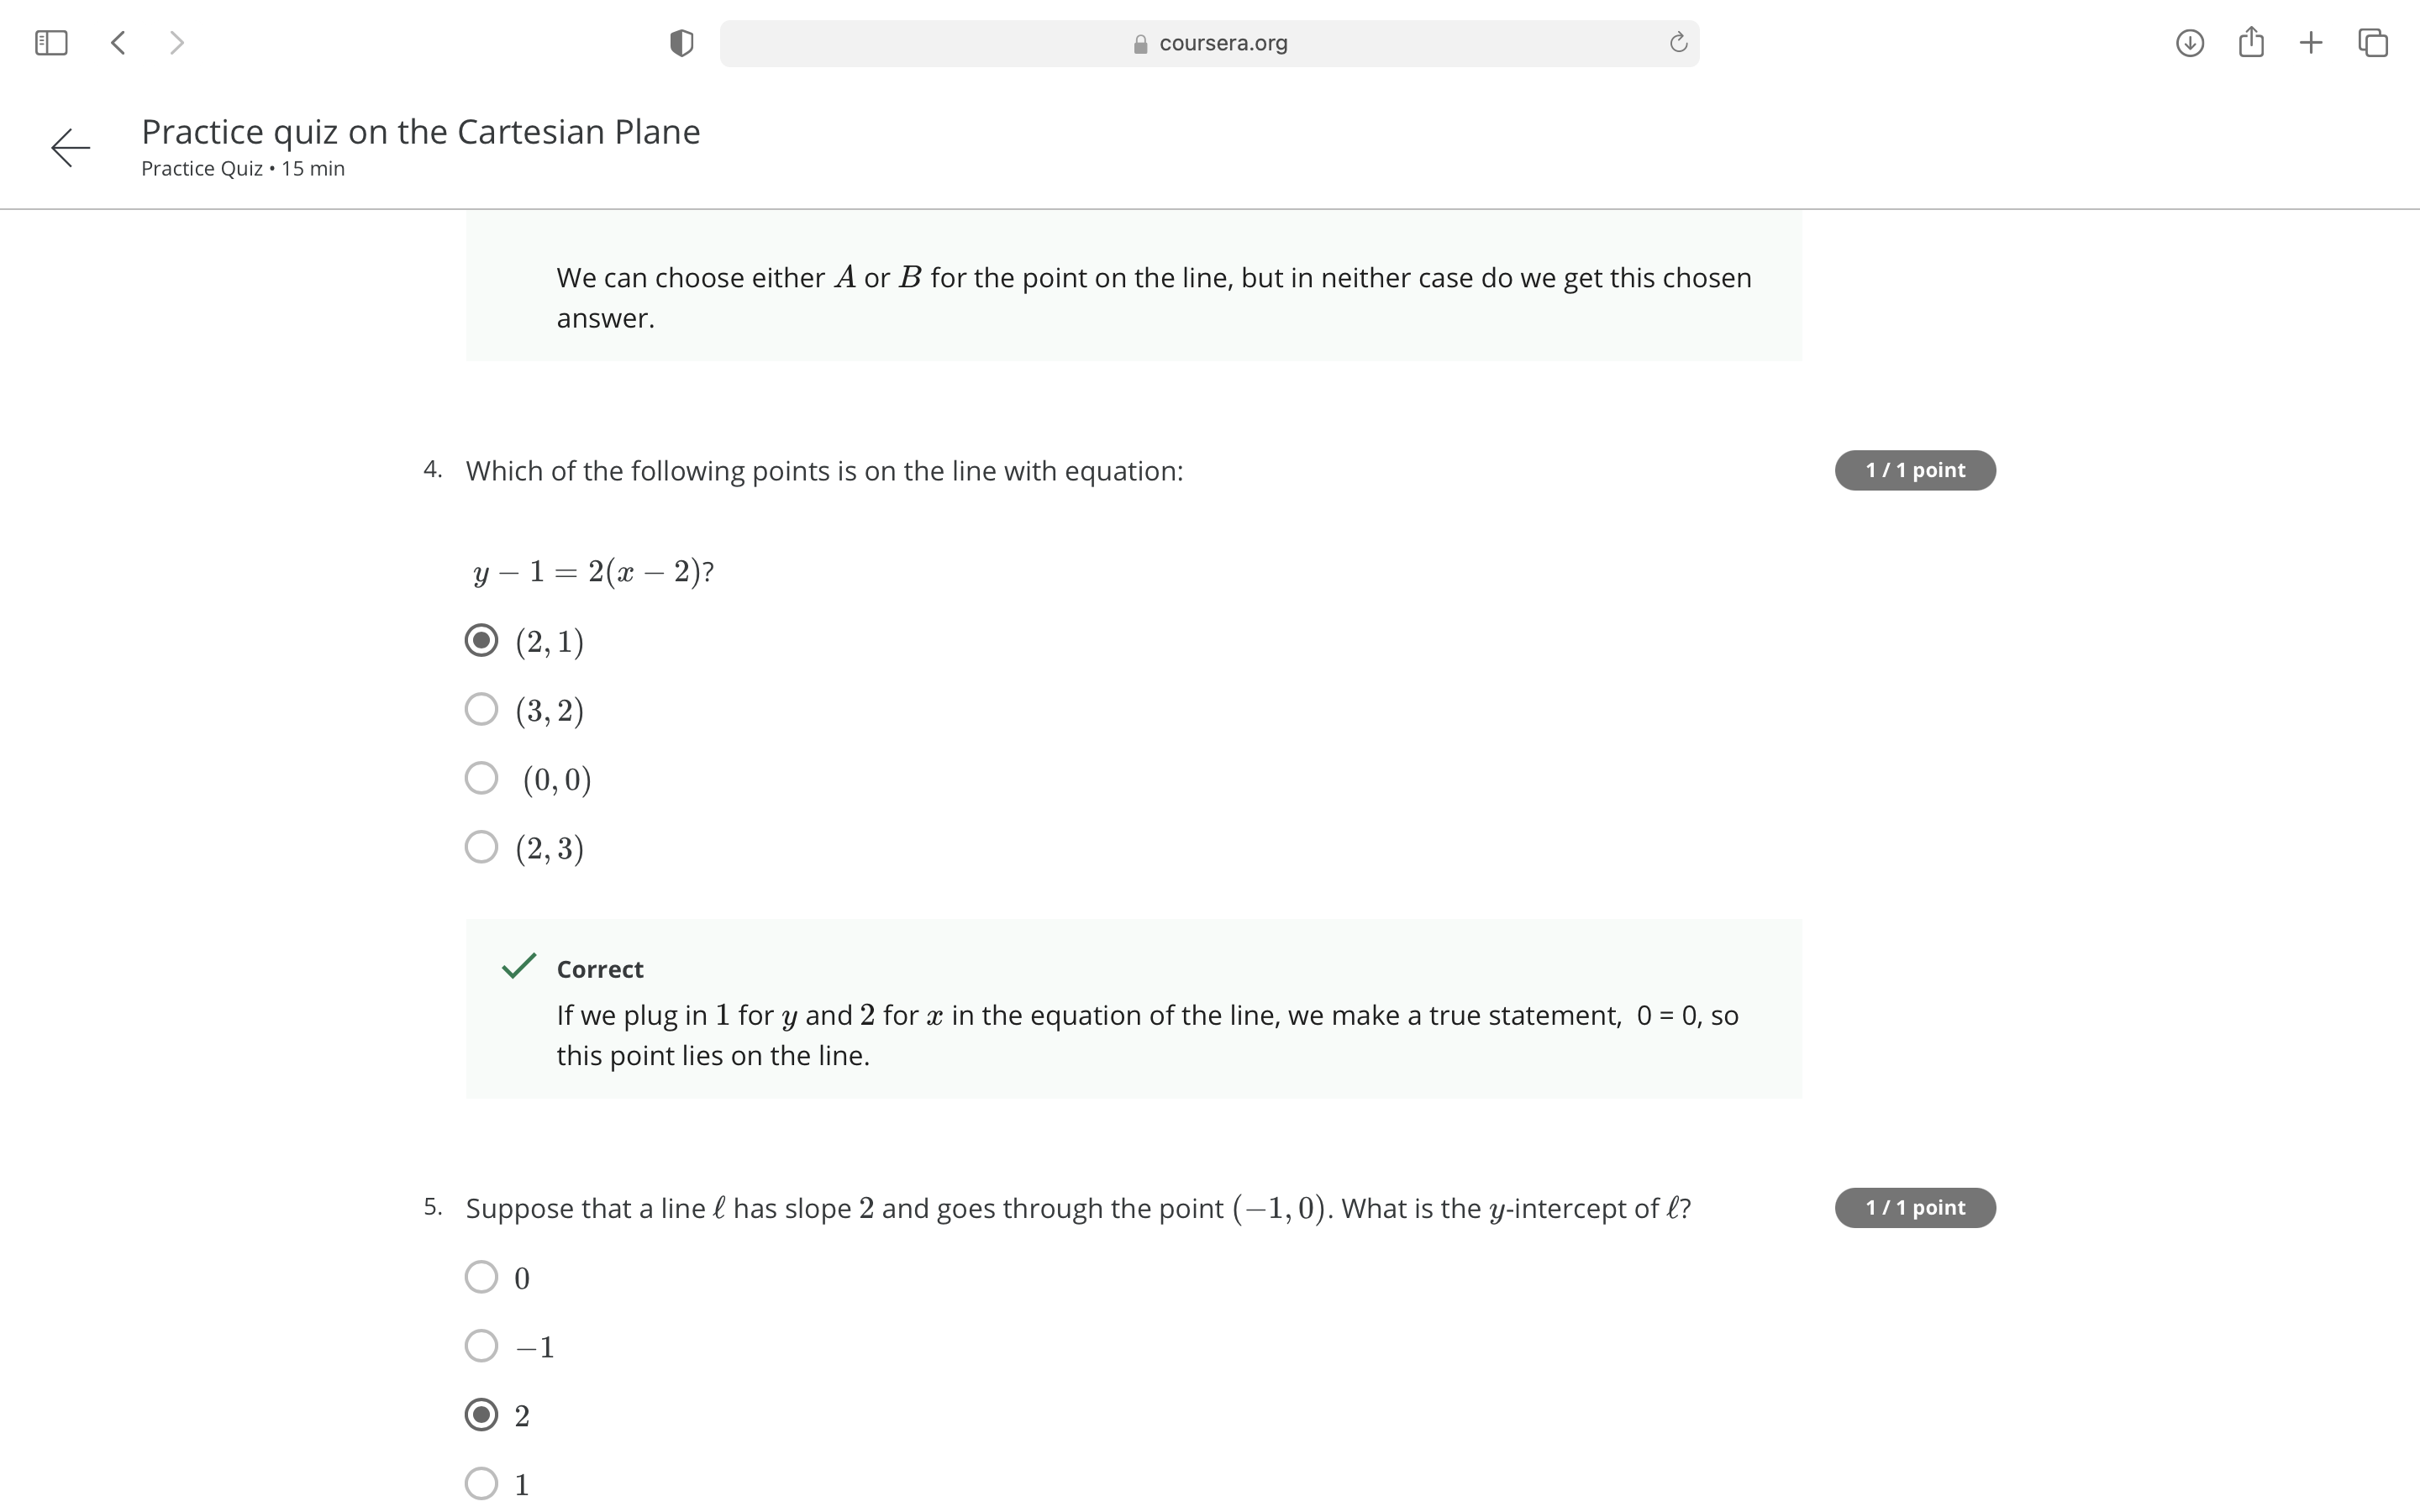 coursera.org
Practice quiz on the Cartesian Plane
Practice Quiz • 15 min
We can choose either A or B for the point on the line, but in neither case do we get this chosen
answer.
4. Which of the following points is on the line with equation:
1 / 1 point
y − 1 = 2(x − 2)?
(2, 1)
(3, 2)
(0, 0)
(2, 3)
Correct
If we plug in 1 for y and 2 for x in the equation of the line, we make a true statement, 0 = 0, so
this point lies on the line.
5. Suppose that a line ℓ has slope 2 and goes through the point (−1, 0). What is the y-intercept of ℓ?
1 / 1 point
0
−1
2
1